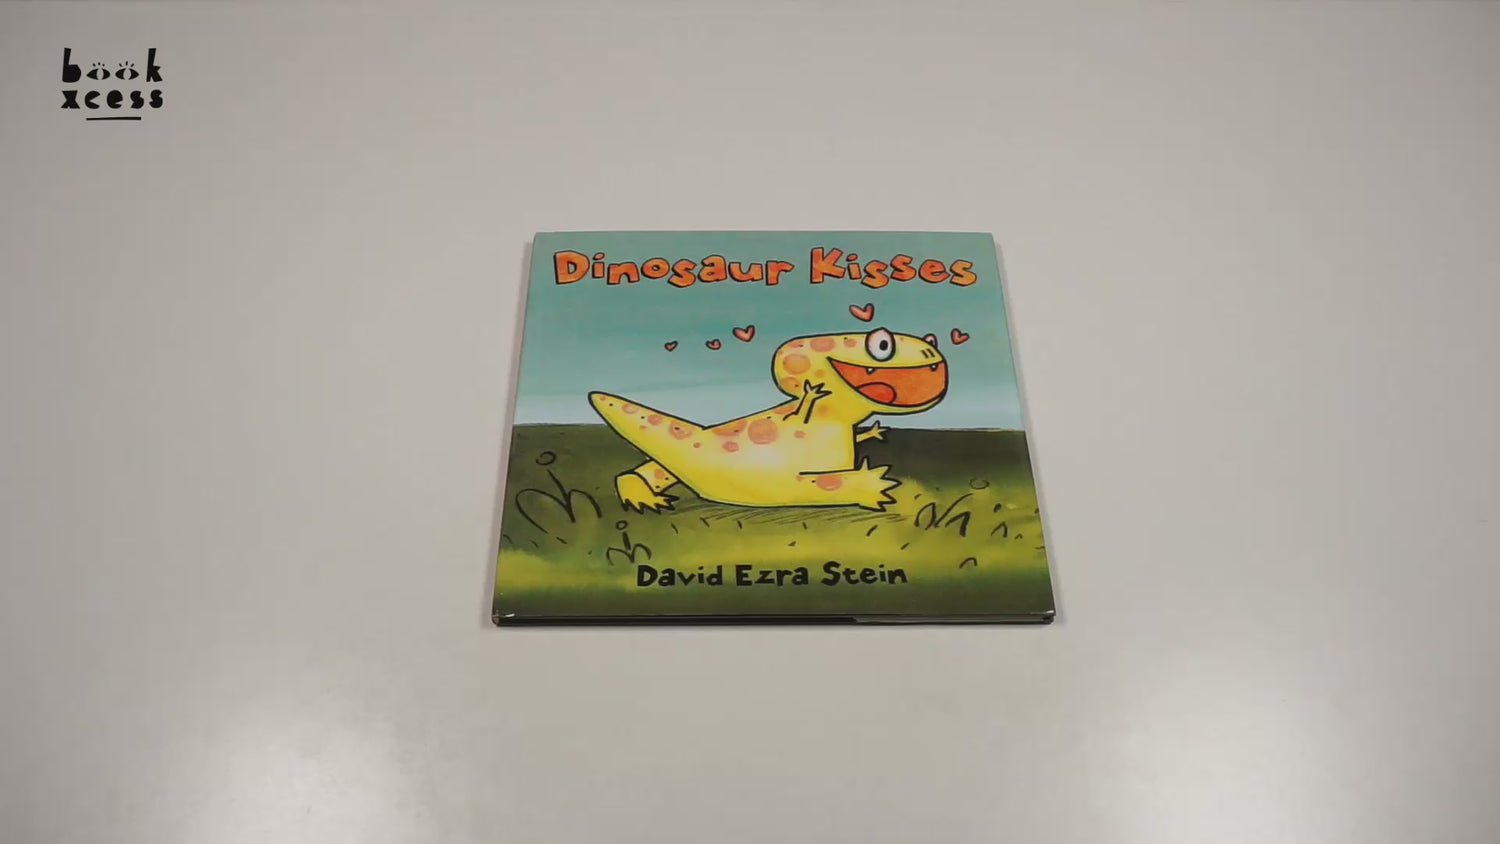 book
xcess
Dinosaur Kisses
David Ezra Stein